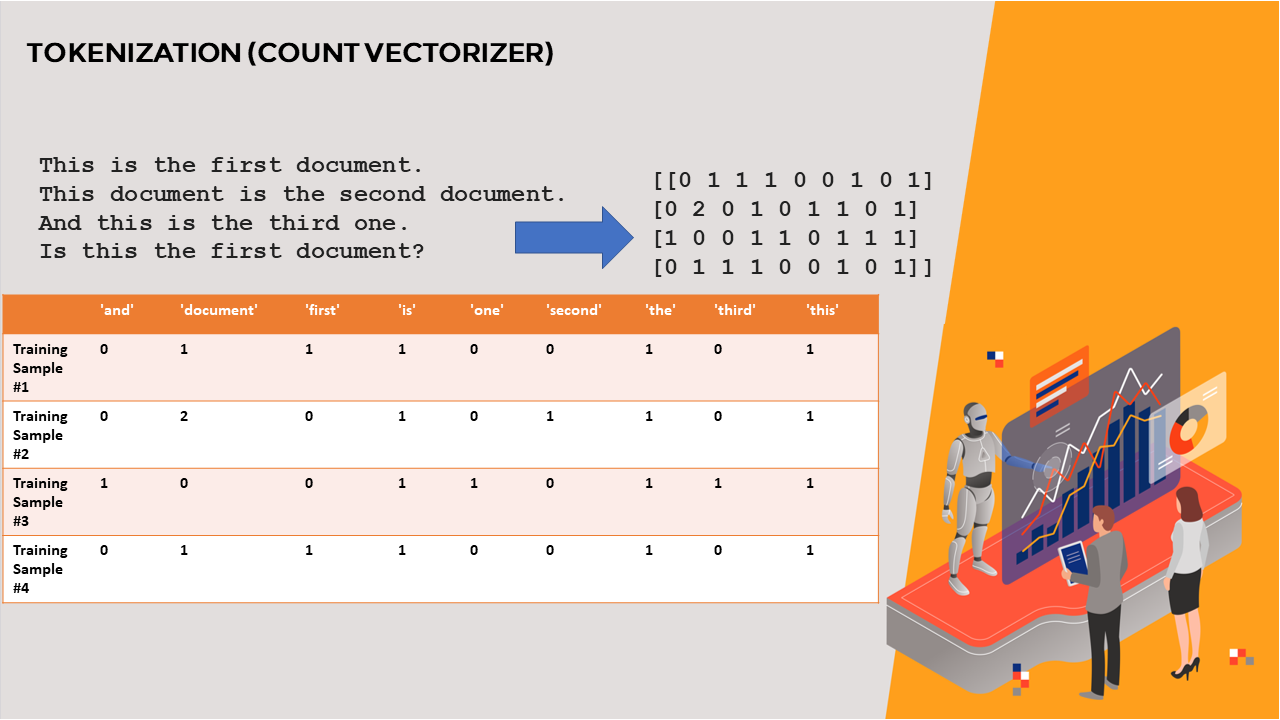 TOKENIZATION (COUNT VECTORIZER)
This is the first document.
This document is the second document.
And this is the third one.
Is this the first document?
[[0 1 1 1 0 0 1 0 1]
[0 2 0 1 0 1 1 0 1]
[1 0 0 1 1 0 1 1 1]
[0 1 1 1 0 0 1 0 1]]
'and' 'document' 'first' 'is' 'one' 'second' 'the' 'third' 'this'
Training Sample #1 0 1 1 1 0 0 1 0 1
Training Sample #2 0 2 0 1 0 1 1 0 1
Training Sample #3 1 0 0 1 1 0 1 1 1
Training Sample #4 0 1 1 1 0 0 1 0 1